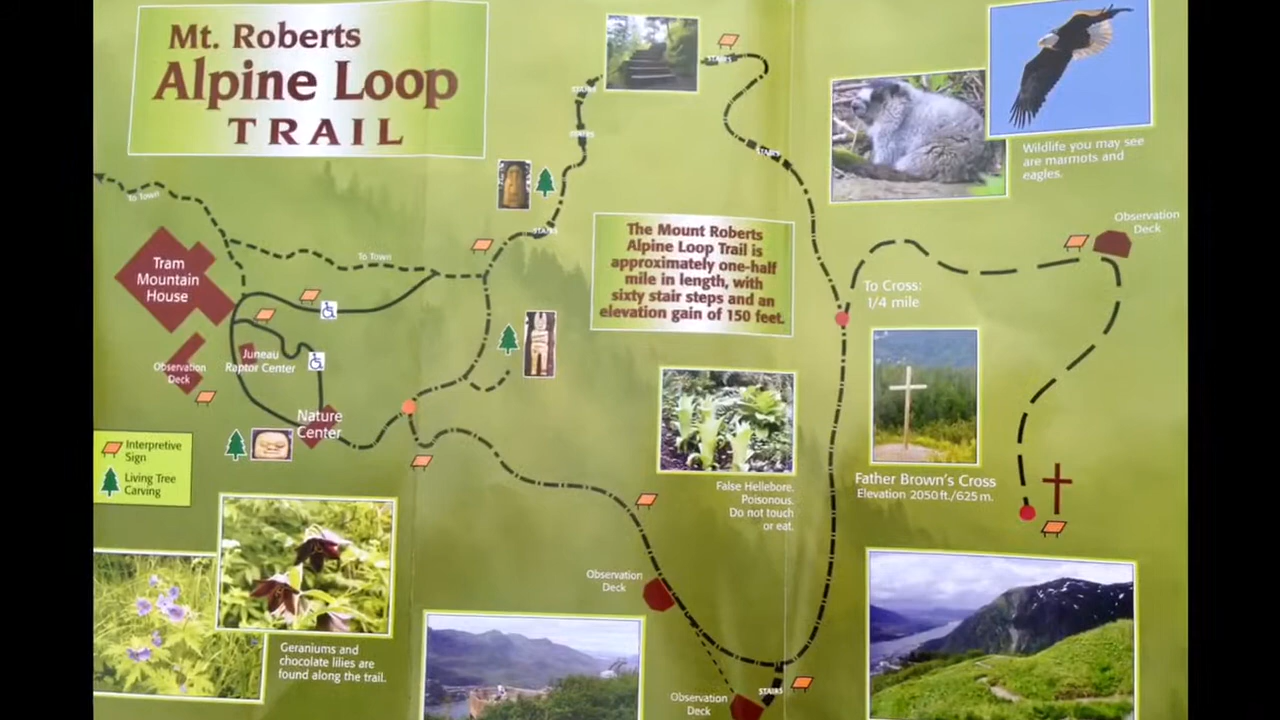 Mt. Roberts
Alpine Loop
TRAIL
STAIRS
STAIRS
STAIRS
STAIRS
STAIRS
Wildlife you may see
are marmots and
eagles.
To Town
To Town
Tram
Mountain
House
The Mount Roberts
Alpine Loop Trail is
approximately one-half
mile in length, with
sixty stair steps and an
elevation gain of 150 feet.
Observation
Deck
To Cross:
1/4 mile
Juneau
Raptor Center
Observation
Deck
Nature
Center
Interpretive
Sign
Living Tree
Carving
False Hellebore.
Poisonous.
Do not touch
or eat.
Father Brown's Cross
Elevation 2050 ft./625 m.
Observation
Deck
Geraniums and
chocolate lilies are
found along the trail.
Observation
Deck
STAIRS